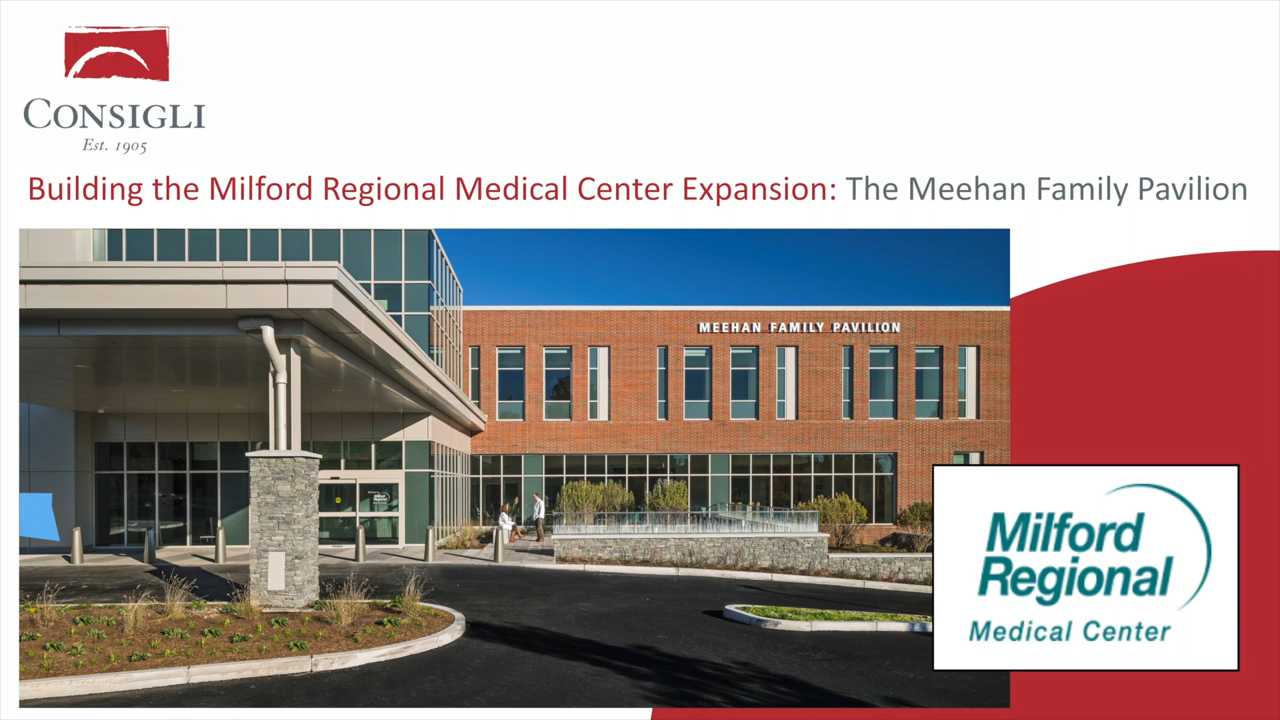 CONSIGLI
Est. 1905
Building the Milford Regional Medical Center Expansion: The Meehan Family Pavilion
MEEHAN FAMILY PAVILION
Milford
Regional
Medical Center